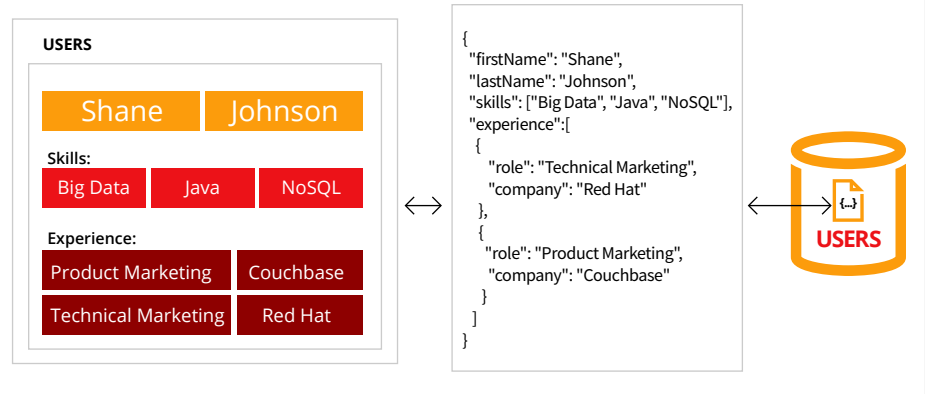 USERS
Shane Johnson
Skills:
Big Data Java NoSQL
Experience:
Product Marketing Couchbase
Technical Marketing Red Hat
{
"firstName": "Shane",
"lastName": "Johnson",
"skills": ["Big Data", "Java", "NoSQL"],
"experience":[
{
"role": "Technical Marketing",
"company": "Red Hat"
},
{
"role": "Product Marketing",
"company": "Couchbase"
}
]
}
{...}
USERS